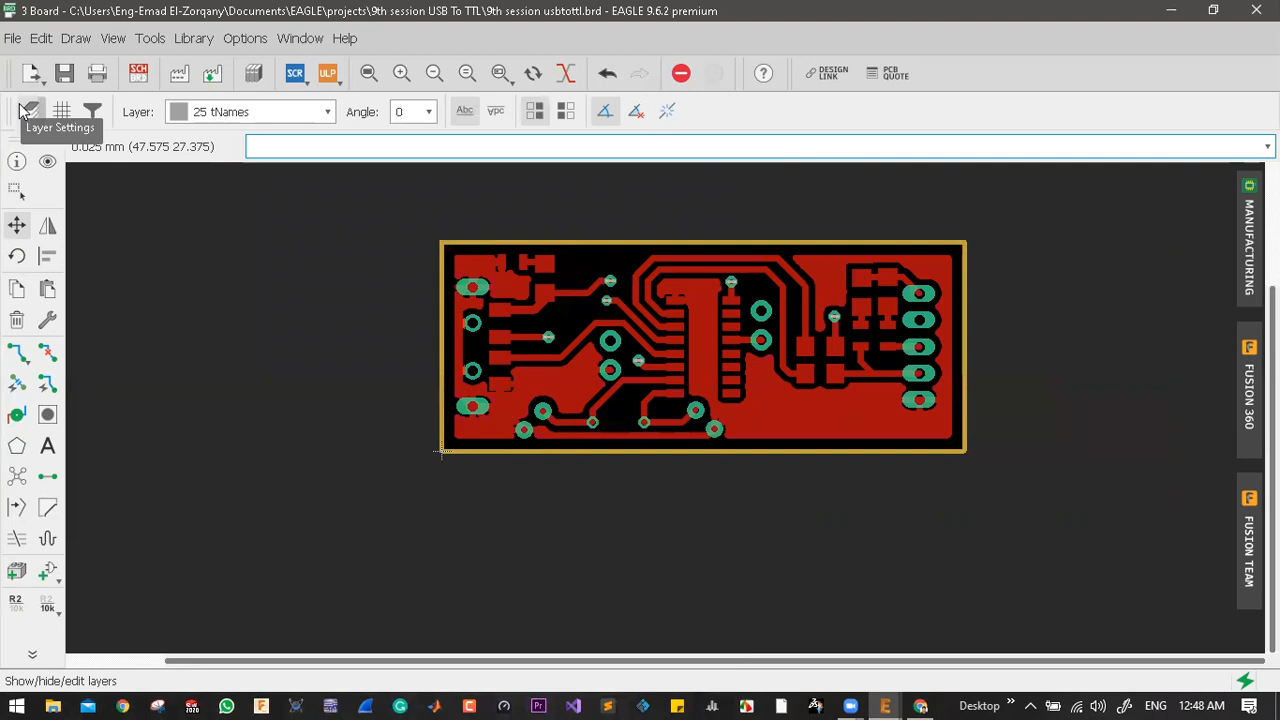 3 Board - C:\Users\Eng-Emad El-Zorqany\Documents\EAGLE\projects\9th session USB To TTL\9th session usbtottl.brd - EAGLE 9.6.2 premium
File Edit Draw View Tools Library Options Window Help
SCH SCR ULP DESIGN LINK PCB QUOTE
Layer: 25 tNames Angle: 0 Abc
Layer Settings
0.025 mm (47.575 27.375)
MANUFACTURING
FUSION 360
FUSION TEAM
A
R2 R2
10k 10k
Show/hide/edit layers
Desktop 12:48 AM